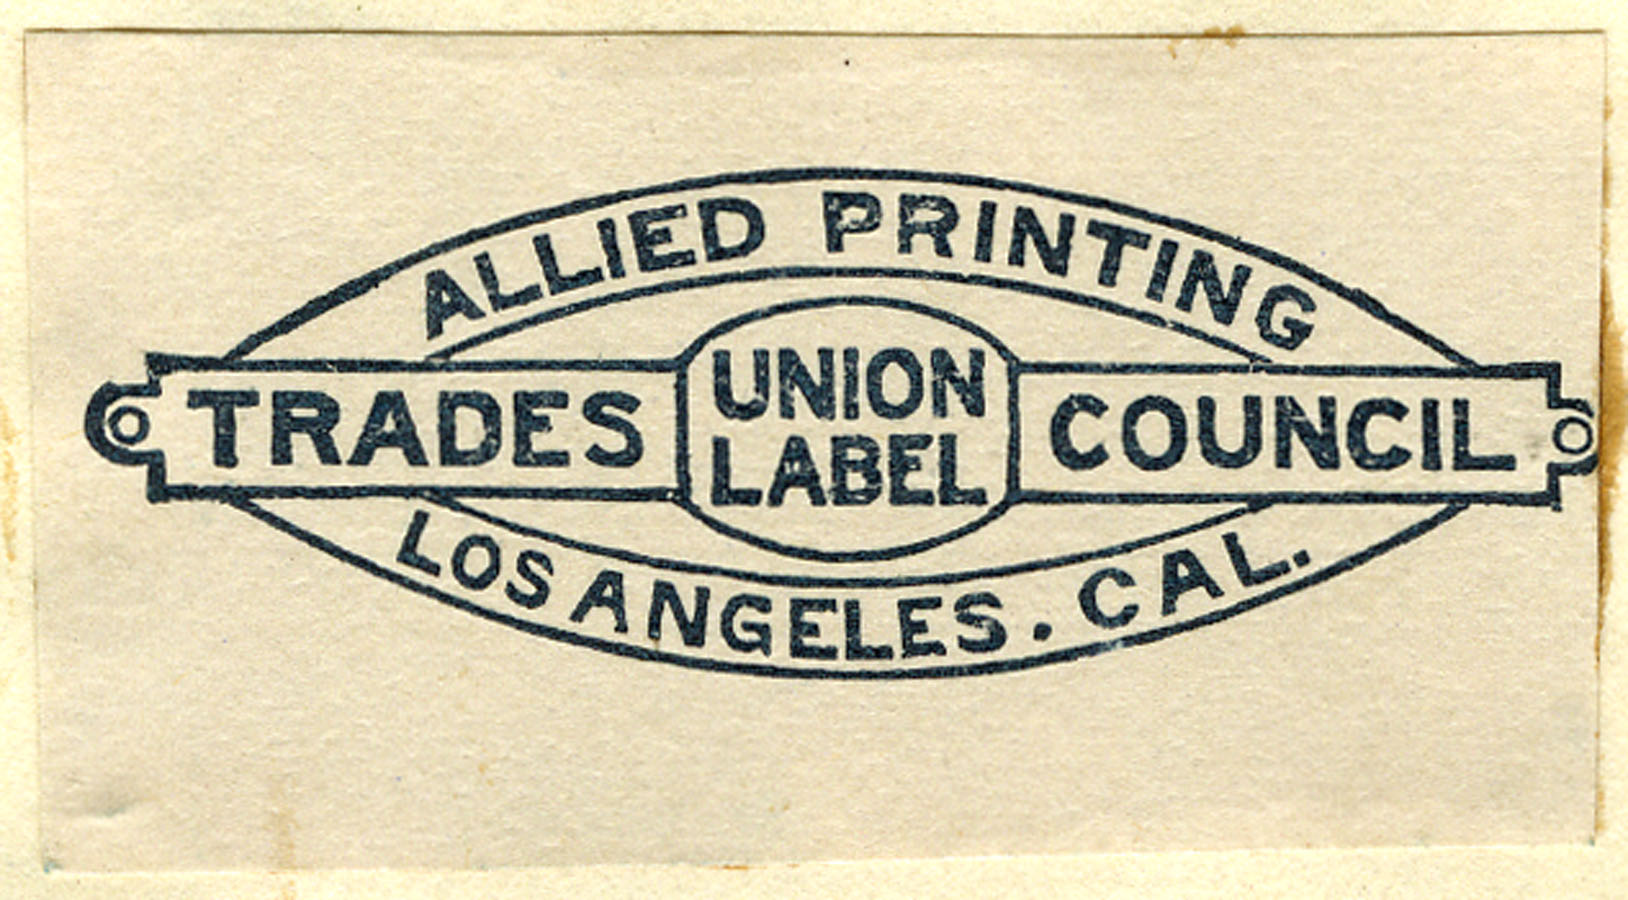 ALLIED PRINTING
TRADES UNION LABEL COUNCIL
LOS ANGELES. CAL.